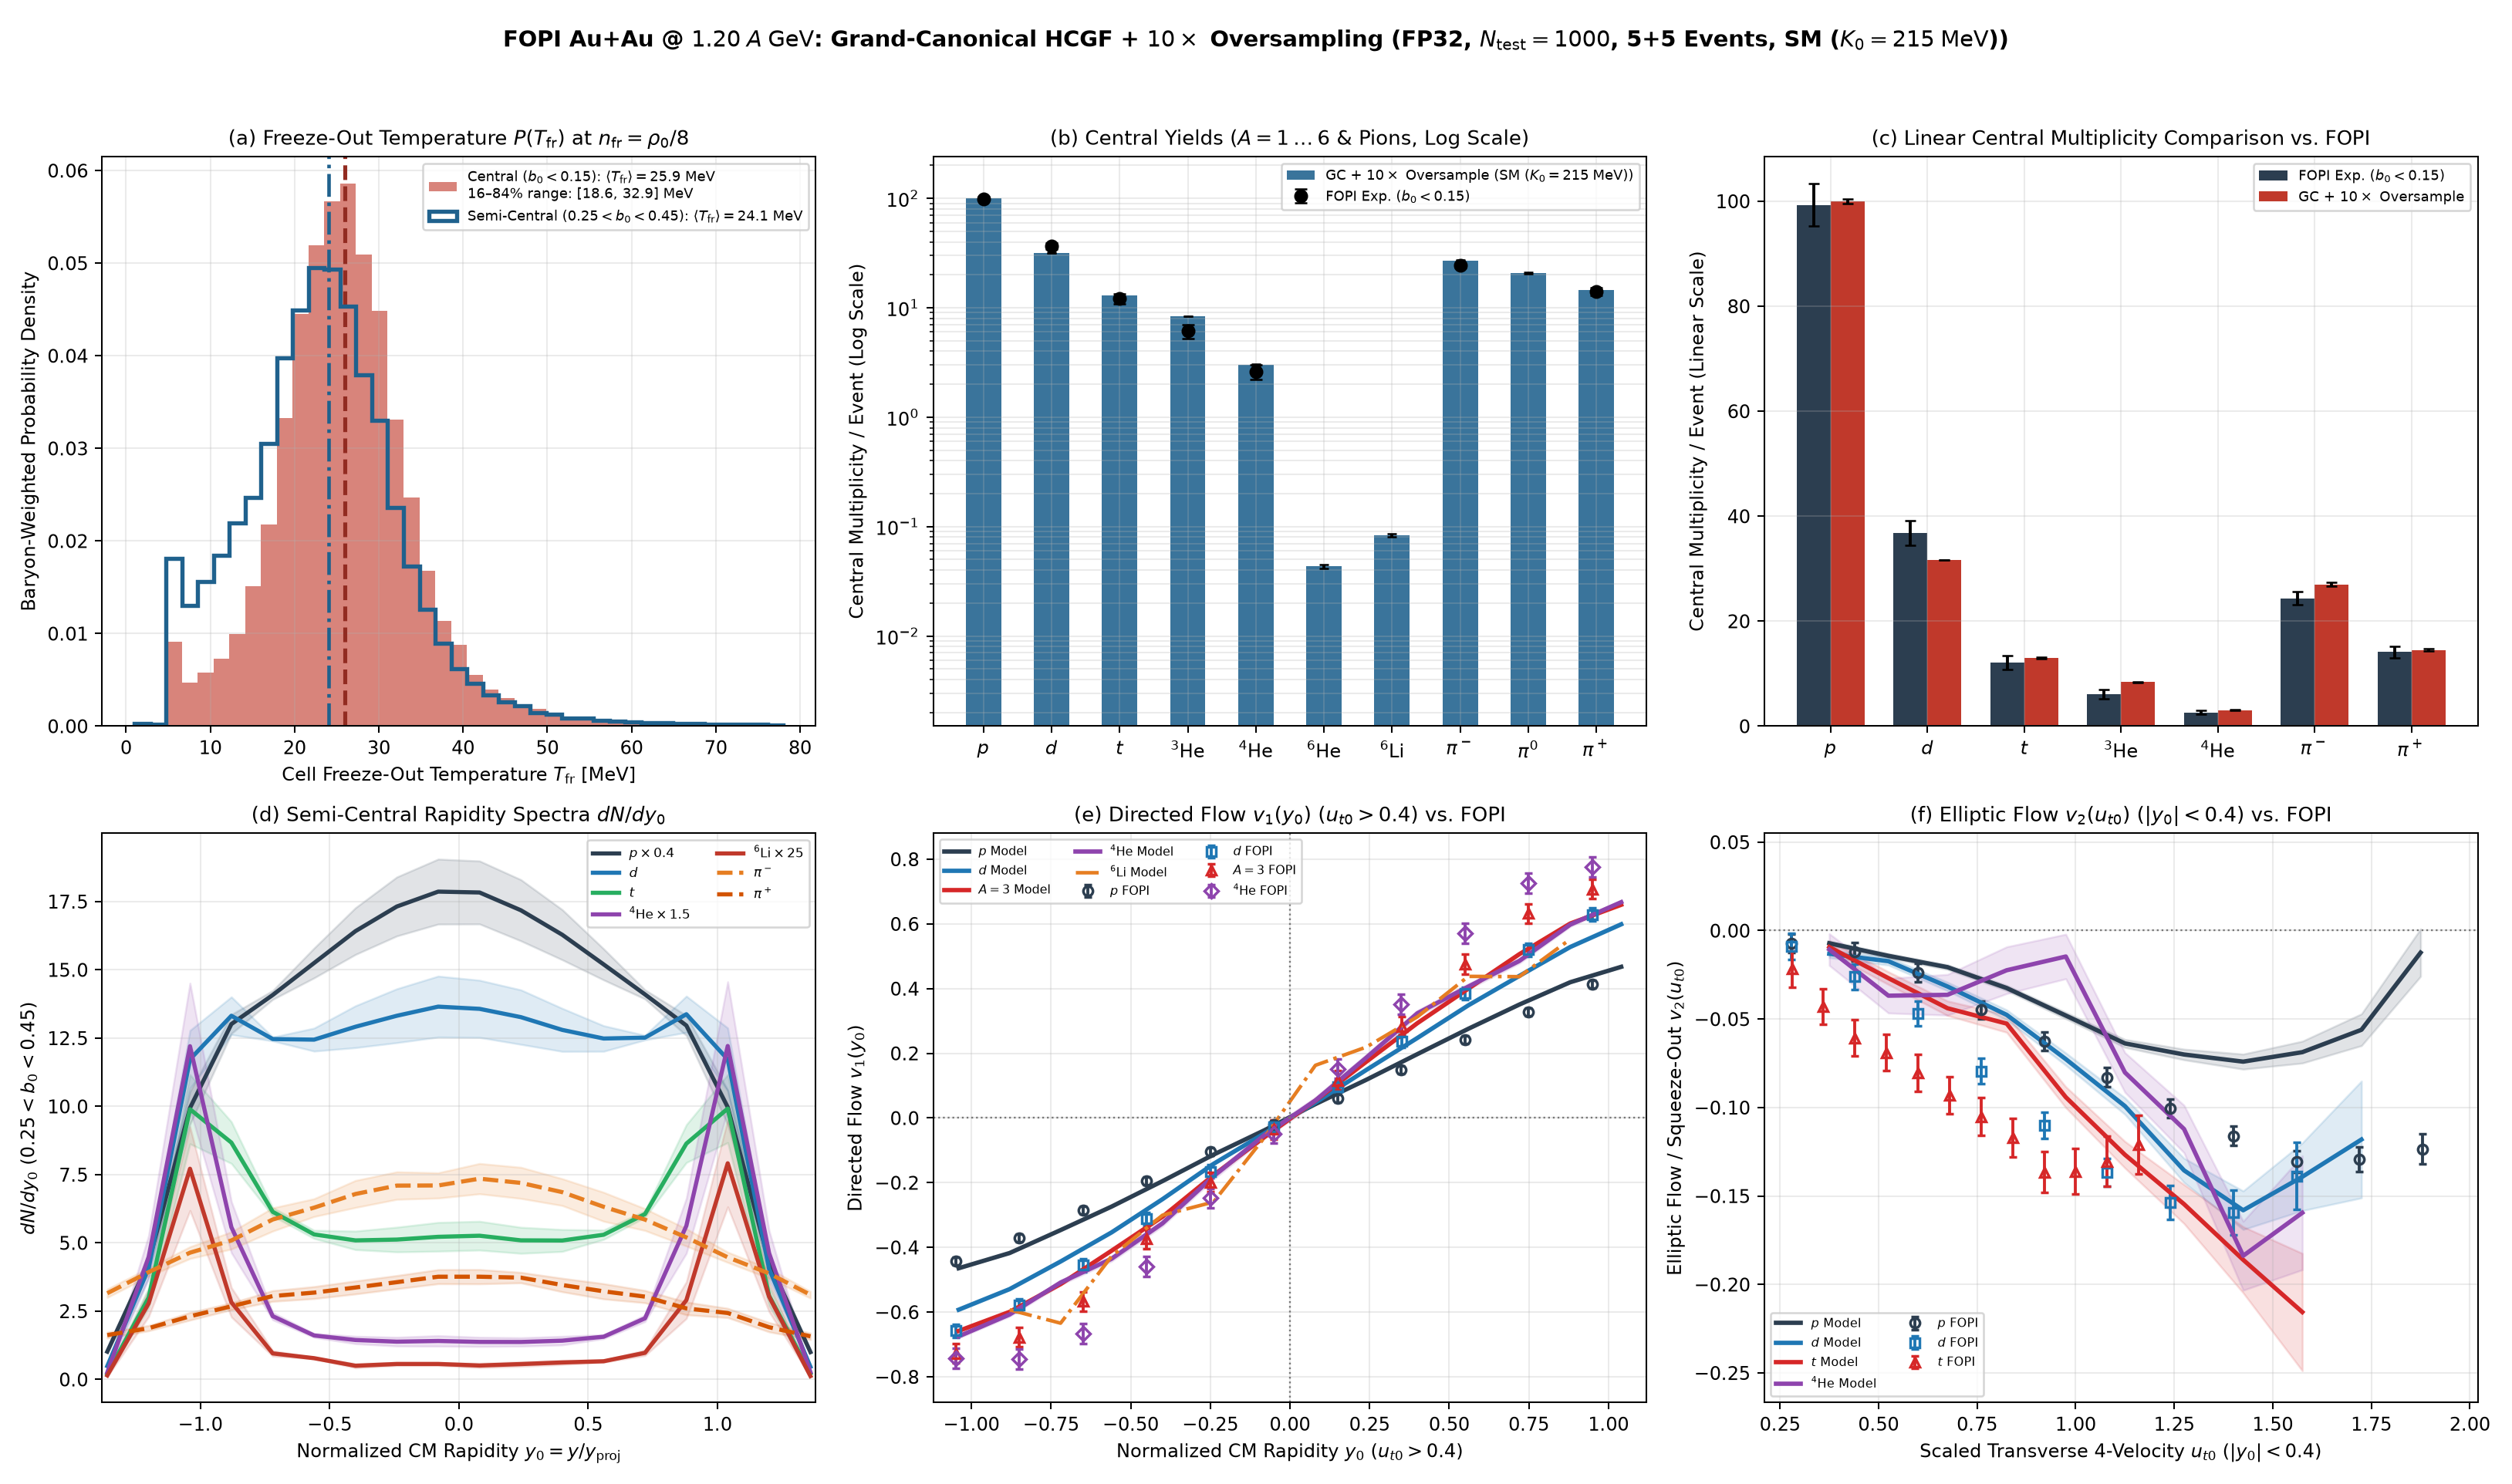 FOPI Au+Au @ 1.20 A GeV: Grand-Canonical HCGF + 10× Oversampling (FP32, N_test = 1000, 5+5 Events, SM (K_0 = 215 MeV))
(a) Freeze-Out Temperature P(T_fr) at n_fr = ρ_0/8
Baryon-Weighted Probability Density
0.06
0.05
0.04
0.03
0.02
0.01
0.00
Central (b_0 < 0.15): ⟨T_fr⟩ = 25.9 MeV
16–84% range: [18.6, 32.9] MeV
Semi-Central (0.25 < b_0 < 0.45): ⟨T_fr⟩ = 24.1 MeV
0 10 20 30 40 50 60 70 80
Cell Freeze-Out Temperature T_fr [MeV]
(b) Central Yields (A = 1 … 6 & Pions, Log Scale)
Central Multiplicity / Event (Log Scale)
10^2
10^1
10^0
10^−1
10^−2
GC + 10× Oversample (SM (K_0 = 215 MeV))
FOPI Exp. (b_0 < 0.15)
p d t ^3He ^4He ^6He ^6Li π^− π^0 π^+
(c) Linear Central Multiplicity Comparison vs. FOPI
Central Multiplicity / Event (Linear Scale)
100
80
60
40
20
0
FOPI Exp. (b_0 < 0.15)
GC + 10× Oversample
p d t ^3He ^4He π^− π^+
(d) Semi-Central Rapidity Spectra dN/dy_0
dN/dy_0 (0.25 < b_0 < 0.45)
17.5
15.0
12.5
10.0
7.5
5.0
2.5
0.0
p × 0.4
d
t
^4He × 1.5
^6Li × 25
π^−
π^+
−1.0 −0.5 0.0 0.5 1.0
Normalized CM Rapidity y_0 = y/y_proj
(e) Directed Flow v_1(y_0) (u_t0 > 0.4) vs. FOPI
Directed Flow v_1(y_0)
0.8
0.6
0.4
0.2
0.0
−0.2
−0.4
−0.6
−0.8
p Model
d Model
A = 3 Model
^4He Model
^6Li Model
p FOPI
d FOPI
A = 3 FOPI
^4He FOPI
−1.00 −0.75 −0.50 −0.25 0.00 0.25 0.50 0.75 1.00
Normalized CM Rapidity y_0 (u_t0 > 0.4)
(f) Elliptic Flow v_2(u_t0) (|y_0| < 0.4) vs. FOPI
Elliptic Flow / Squeeze-Out v_2(u_t0)
0.05
0.00
−0.05
−0.10
−0.15
−0.20
−0.25
p Model
d Model
t Model
^4He Model
p FOPI
d FOPI
t FOPI
0.25 0.50 0.75 1.00 1.25 1.50 1.75 2.00
Scaled Transverse 4-Velocity u_t0 (|y_0| < 0.4)